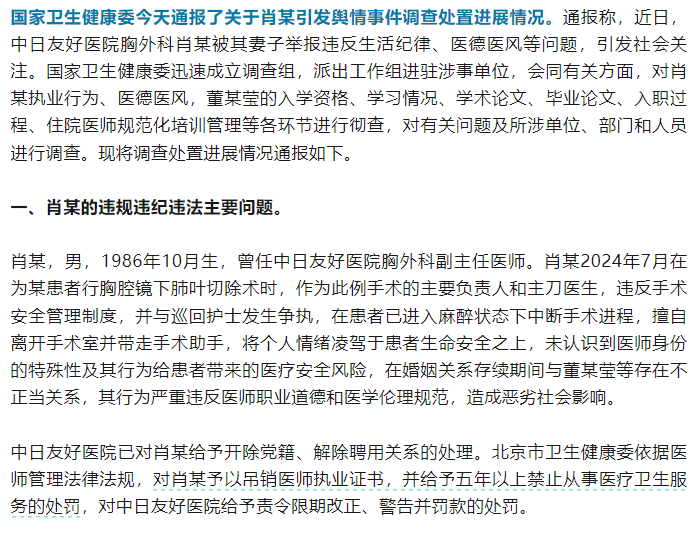 国家卫生健康委今天通报了关于肖某引发舆情事件调查处置进展情况。通报称，近日，
中日友好医院胸外科肖某被其妻子举报违反生活纪律、医德医风等问题，引发社会关
注。国家卫生健康委迅速成立调查组，派出工作组进驻涉事单位，会同有关方面，对肖
某执业行为、医德医风，董某莹的入学资格、学习情况、学术论文、毕业论文、入职过
程、住院医师规范化培训管理等各环节进行彻查，对有关问题及所涉单位、部门和人员
进行调查。现将调查处置进展情况通报如下。
一、肖某的违规违纪违法主要问题。
肖某，男，1986年10月生，曾任中日友好医院胸外科副主任医师。肖某2024年7月在
为某患者行胸腔镜下肺叶切除术时，作为此例手术的主要负责人和主刀医生，违反手术
安全管理制度，并与巡回护士发生争执，在患者已进入麻醉状态下中断手术进程，擅自
离开手术室并带走手术助手，将个人情绪凌驾于患者生命安全之上，未认识到医师身份
的特殊性及其行为给患者带来的医疗安全风险，在婚姻关系存续期间与董某莹等存在不
正当关系，其行为严重违反医师职业道德和医学伦理规范，造成恶劣社会影响。
中日友好医院已对肖某给予开除党籍、解除聘用关系的处理。北京市卫生健康委依据医
师管理法律法规，对肖某予以吊销医师执业证书，并给予五年以上禁止从事医疗卫生服
务的处罚，对中日友好医院给予责令限期改正、警告并罚款的处罚。